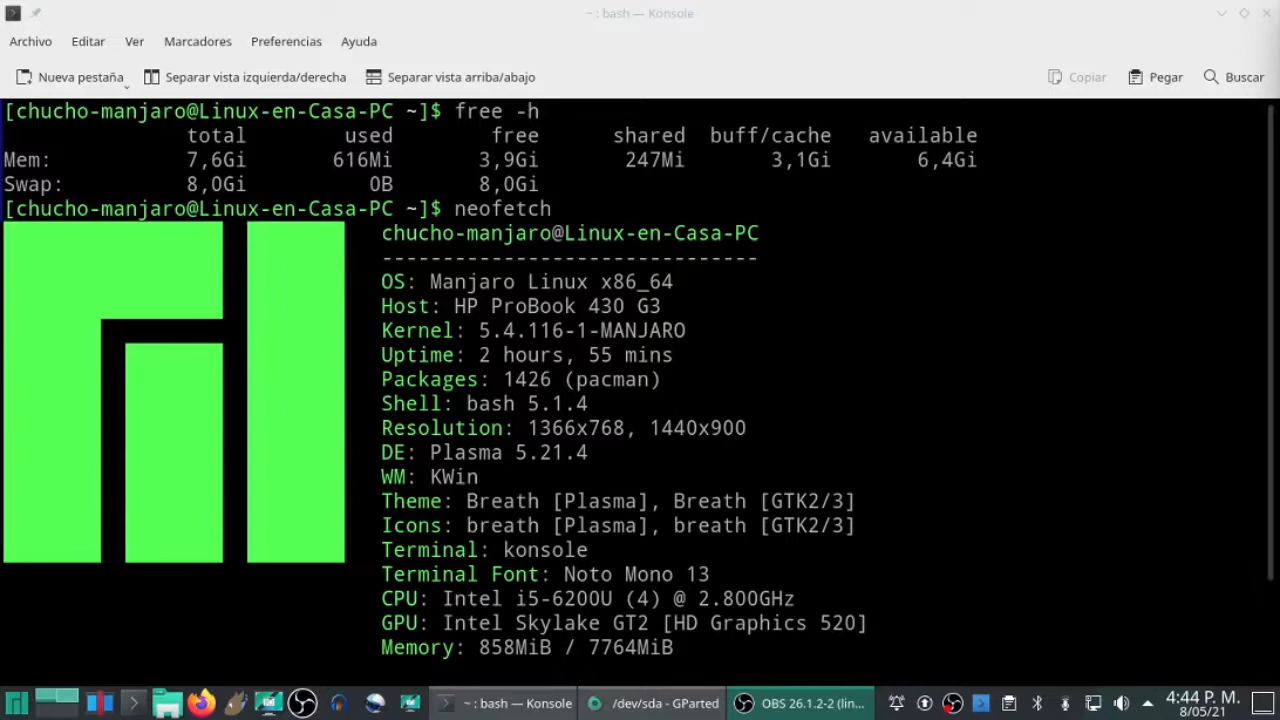 ~ : bash — Konsole
Archivo Editar Ver Marcadores Preferencias Ayuda
Nueva pestaña Separar vista izquierda/derecha Separar vista arriba/abajo Copiar Pegar Buscar
[chucho-manjaro@Linux-en-Casa-PC ~]$ free -h
total used free shared buff/cache available
Mem: 7,6Gi 616Mi 3,9Gi 247Mi 3,1Gi 6,4Gi
Swap: 8,0Gi 0B 8,0Gi
[chucho-manjaro@Linux-en-Casa-PC ~]$ neofetch
chucho-manjaro@Linux-en-Casa-PC
-------------------------------
OS: Manjaro Linux x86_64
Host: HP ProBook 430 G3
Kernel: 5.4.116-1-MANJARO
Uptime: 2 hours, 55 mins
Packages: 1426 (pacman)
Shell: bash 5.1.4
Resolution: 1366x768, 1440x900
DE: Plasma 5.21.4
WM: KWin
Theme: Breath [Plasma], Breath [GTK2/3]
Icons: breath [Plasma], breath [GTK2/3]
Terminal: konsole
Terminal Font: Noto Mono 13
CPU: Intel i5-6200U (4) @ 2.800GHz
GPU: Intel Skylake GT2 [HD Graphics 520]
Memory: 858MiB / 7764MiB
~ : bash — Konsole /dev/sda - GParted OBS 26.1.2-2 (lin... 4:44 P. M.
8/05/21